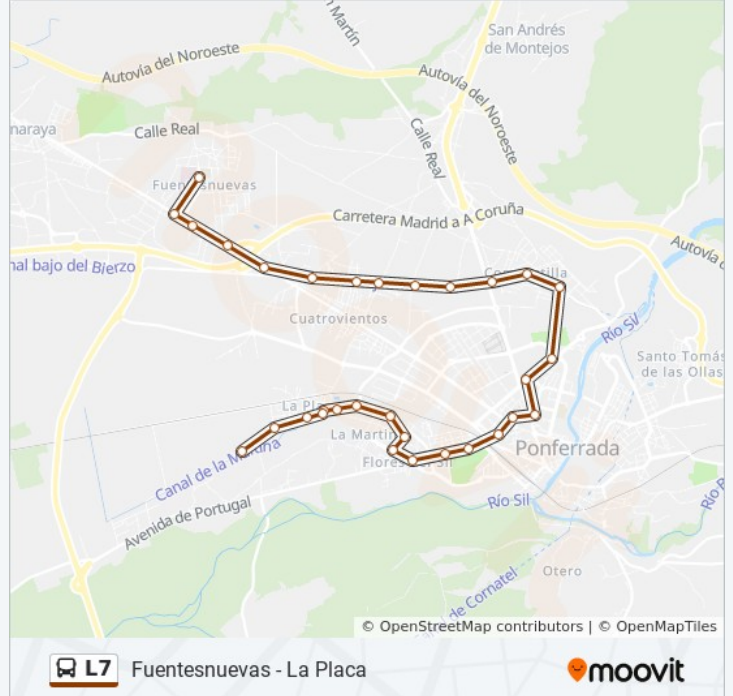 San Martín
San Andrés
de Montejos
Autovía del Noroeste
Autovía del Noroeste
naraya
Calle Real
Calle Real
Fuentesnuevas
Carretera Madrid a A Coruña
nal bajo del Bierzo
Autovía
Río Sil
Cuatrovientos
Santo Tomás
de las Ollas
La Pla
La Martin
Ponferrada
Flores del Sil
Canal de la Martina
Avenida de Portugal
Río Sil
Río
Otero
de Cornatel
© OpenStreetMap contributors | © OpenMapTiles
L7 Fuentesnuevas - La Placa
moovit